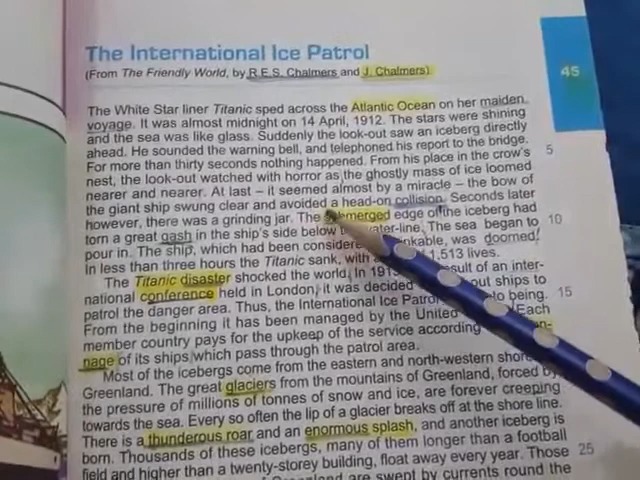 The International Ice Patrol
(From The Friendly World, by R.E.S. Chalmers and J. Chalmers)
45
The White Star liner Titanic sped across the Atlantic Ocean on her maiden
voyage. It was almost midnight on 14 April, 1912. The stars were shining
and the sea was like glass. Suddenly the look-out saw an iceberg directly
ahead. He sounded the warning bell, and telephoned his report to the bridge.
For more than thirty seconds nothing happened. From his place in the crow's 5
nest, the look-out watched with horror as the ghostly mass of ice loomed
nearer and nearer. At last – it seemed almost by a miracle – the bow of
the giant ship swung clear and avoided a head-on collision. Seconds later
however, there was a grinding jar. The submerged edge of the iceberg had
torn a great gash in the ship's side below water-line. The sea began to 10
pour in. The ship, which had been was doomed!
In less than three hours the Titanic sank, 1,513 lives.
The Titanic disaster shocked the world. In of an inter-
national conference held in London, it was decided out ships to
patrol the danger area. Thus, the International Ice being. 15
From the beginning it has been managed by the United Each
member country pays for the upkeep of the service according
nage of its ships which pass through the patrol area.
Most of the icebergs come from the eastern and north-western
Greenland. The great glaciers from the mountains of Greenland, forced by
the pressure of millions of tonnes of snow and ice, are forever creeping
towards the sea. Every so often the lip of a glacier breaks off at the shore line.
There is a thunderous roar and an enormous splash, and another iceberg is
born. Thousands of these icebergs, many of them longer than a football
field and higher than a twenty-storey building, float away every year. Those 25
are swept by currents round the